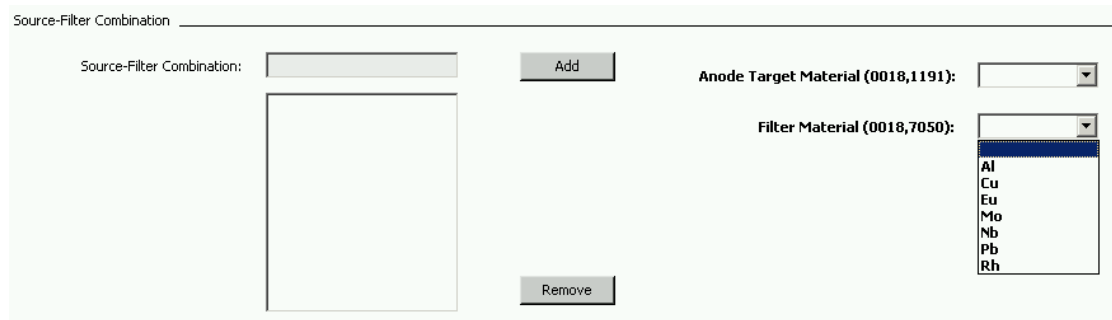 Source-Filter Combination
Source-Filter Combination:
Add
Anode Target Material (0018,1191):
Filter Material (0018,7050):
Al
Cu
Eu
Mo
Nb
Pb
Rh
Remove